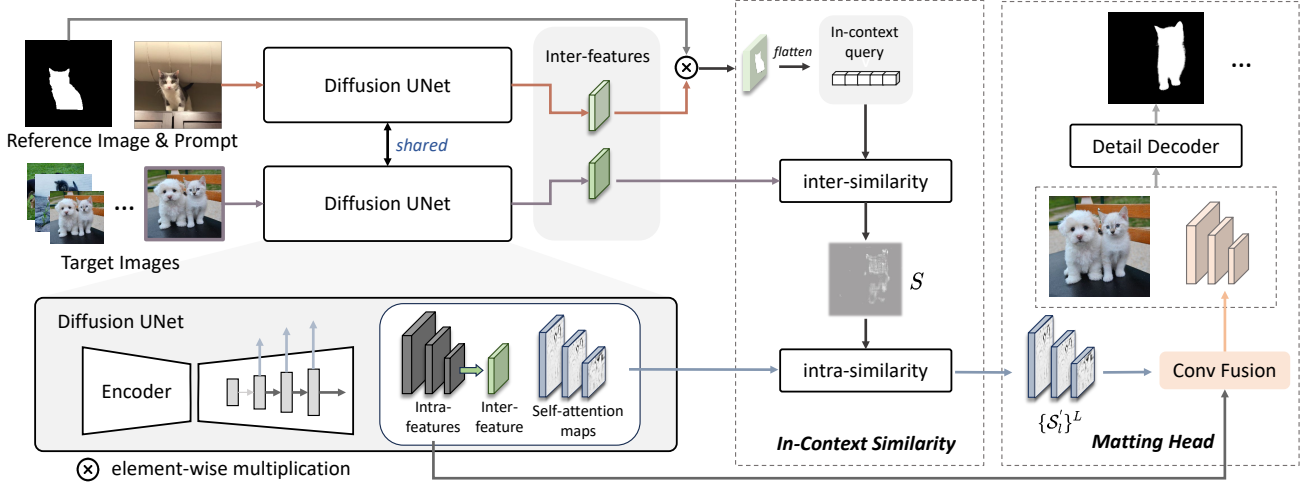 Reference Image & Prompt
Diffusion UNet
shared
Diffusion UNet
...
Target Images
Inter-features
flatten
In-context
query
inter-similarity
S
intra-similarity
In-Context Similarity
...
Detail Decoder
Conv Fusion
{S'_l}^L
Matting Head
Diffusion UNet
Encoder
Intra-
features
Inter-
feature
Self-attention
maps
⊗ element-wise multiplication